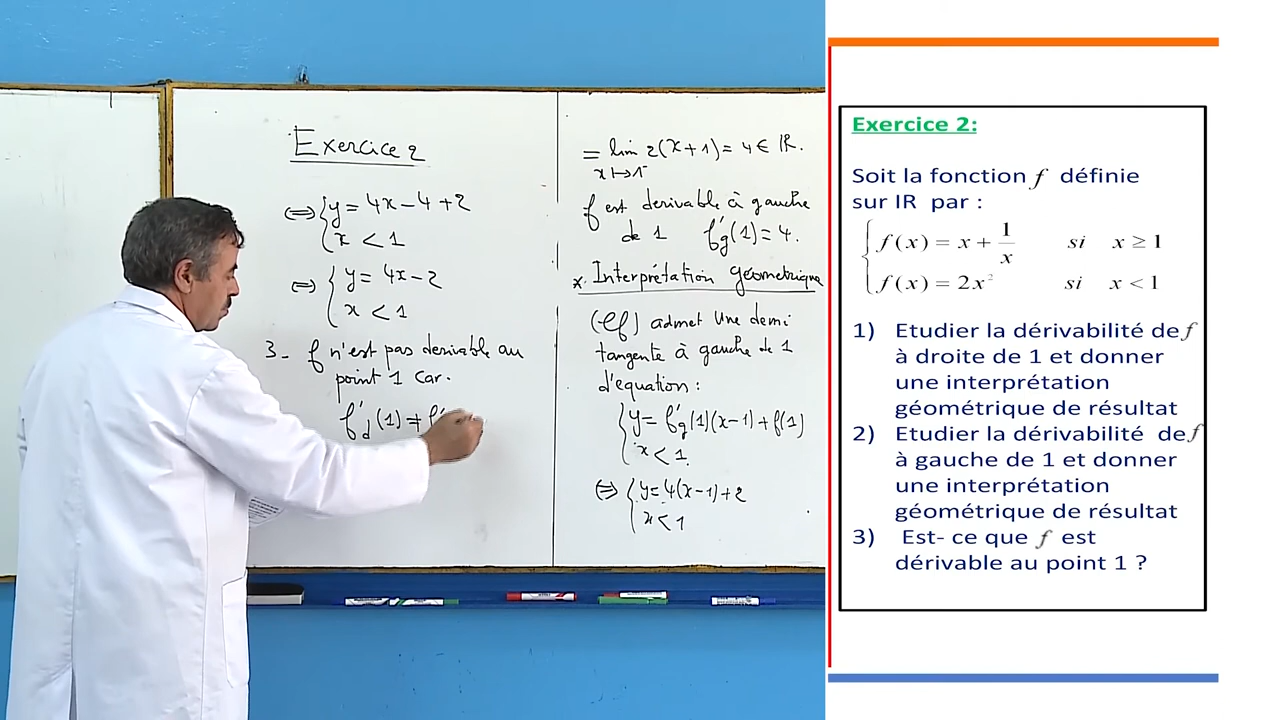 Exercice 2
⇔ { y = 4x - 4 + 2
x < 1
⇔ { y = 4x - 2
x < 1
3 - f n'est pas derivable au
point 1 car.
f'd(1) ≠ f'
= lim 2(x+1) = 4 ∈ IR.
x ↦ 1⁻
f est derivable à gauche
de 1 f'g(1) = 4.
* Interprétation géometrique
(Cf) admet une demi
tangente à gauche de 1
d'equation :
{ y = f'g(1)(x-1) + f(1)
x < 1.
⇔ { y = 4(x-1) + 2
x < 1
Exercice 2:
Soit la fonction f définie
sur IR par :
f(x) = x + 1/x si x ≥ 1
f(x) = 2x² si x < 1
1) Etudier la dérivabilité de f
à droite de 1 et donner
une interprétation
géométrique de résultat
2) Etudier la dérivabilité de f
à gauche de 1 et donner
une interprétation
géométrique de résultat
3) Est- ce que f est
dérivable au point 1 ?